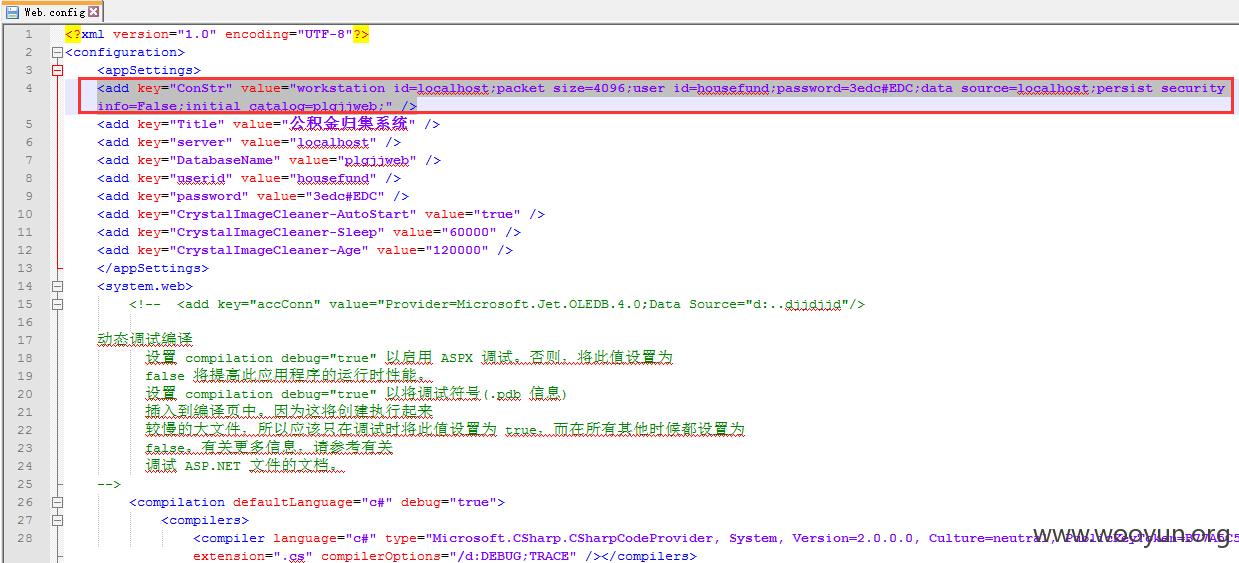 Web.config
1 <?xml version="1.0" encoding="UTF-8"?>
2 <configuration>
3 <appSettings>
4 <add key="ConStr" value="workstation id=localhost;packet size=4096;user id=housefund;password=3edc#EDC;data source=localhost;persist security
info=False;initial catalog=plgjjweb;" />
5 <add key="Title" value="公积金归集系统" />
6 <add key="server" value="localhost" />
7 <add key="DatabaseName" value="plgjjweb" />
8 <add key="userid" value="housefund" />
9 <add key="password" value="3edc#EDC" />
10 <add key="CrystalImageCleaner-AutoStart" value="true" />
11 <add key="CrystalImageCleaner-Sleep" value="60000" />
12 <add key="CrystalImageCleaner-Age" value="120000" />
13 </appSettings>
14 <system.web>
15 <!-- <add key="accConn" value="Provider=Microsoft.Jet.OLEDB.4.0;Data Source="d:..djjdjjd"/>
16
17 动态调试编译
18 设置 compilation debug="true" 以启用 ASPX 调试。否则，将此值设置为
19 false 将提高此应用程序的运行时性能。
20 设置 compilation debug="true" 以将调试符号(.pdb 信息)
21 插入到编译页中。因为这将创建执行起来
22 较慢的大文件，所以应该只在调试时将此值设置为 true，而在所有其他时候都设置为
23 false。有关更多信息，请参考有关
24 调试 ASP.NET 文件的文档。
25 -->
26 <compilation defaultLanguage="c#" debug="true">
27 <compilers>
28 <compiler language="c#" type="Microsoft.CSharp.CSharpCodeProvider, System, Version=2.0.0.0, Culture=neutral,
extension=".cs" compilerOptions="/d:DEBUG;TRACE" /></compilers>
www.wooyun.org